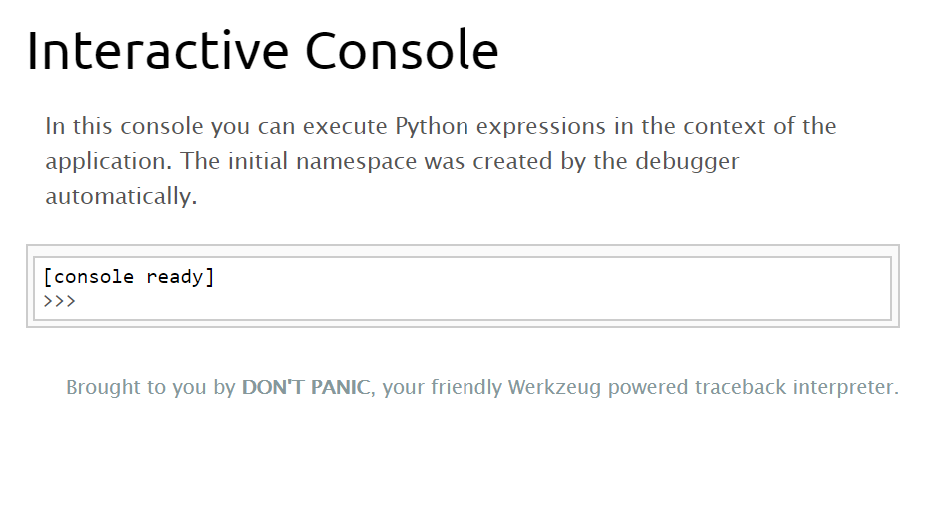 Interactive Console
In this console you can execute Python expressions in the context of the
application. The initial namespace was created by the debugger
automatically.
[console ready]
>>>
Brought to you by DON'T PANIC, your friendly Werkzeug powered traceback interpreter.